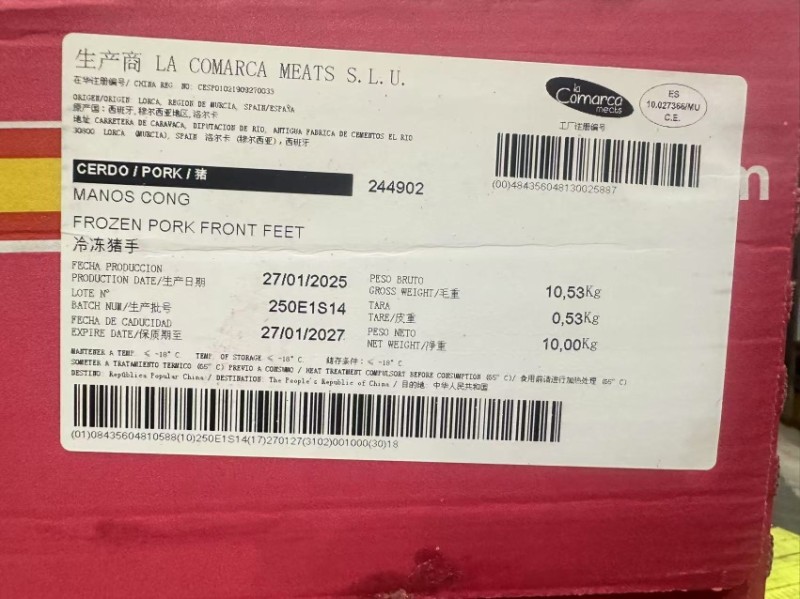 生产商 LA COMARCA MEATS S.L.U.
在华注册编号/ CHINA REG. NO: CESP01021909270033
ORIGEN/ORIGIN LORCA, REGION DE MURCIA, SPAIN/ESPAÑA
原产国: 西班牙,穆尔西亚地区,洛尔卡
地址 CARRETERA DE CARAVACA, DIPUTACION DE RIO, ANTIGUA FABRICA DE CEMENTOS EL RIO
30800 LORCA (MURCIA), SPAIN 洛尔卡 (穆尔西亚), 西班牙
la
Comarca
meats
ES
10.027366/MU
C.E.
工厂注册编号
(00)484356048130025887
m
CERDO / PORK / 猪
244902
MANOS CONG
FROZEN PORK FRONT FEET
冷冻猪手
FECHA PRODUCCION
PRODUCTION DATE/生产日期 27/01/2025
LOTE Nº
BATCH NUM/生产批号 250E1S14
FECHA DE CADUCIDAD
EXPIRE DATE/保质期至 27/01/2027
PESO BRUTO
GROSS WEIGHT/毛重 10,53Kg
TARA
TARE/皮重 0,53Kg
PESO NETO
NET WEIGHT/净重 10,00Kg
MANTENER A TEMP. ≤ -18° C TEMP. OF STORAGE ≤ -18° C 储存条件: ≤ -18° C
SOMETER A TRATAMIENTO TERMICO (65° C) PREVIO A CONSUMO / HEAT TREATMENT COMPULSORY BEFORE CONSUMPTION (65° C)/ 食用前请进行加热处理 (65° C)
DESTINO: República Popular China / DESTINATION: The People's Republic of China / 目的地: 中华人民共和国
(01)08435604810588(10)250E1S14(17)270127(3102)001000(30)18